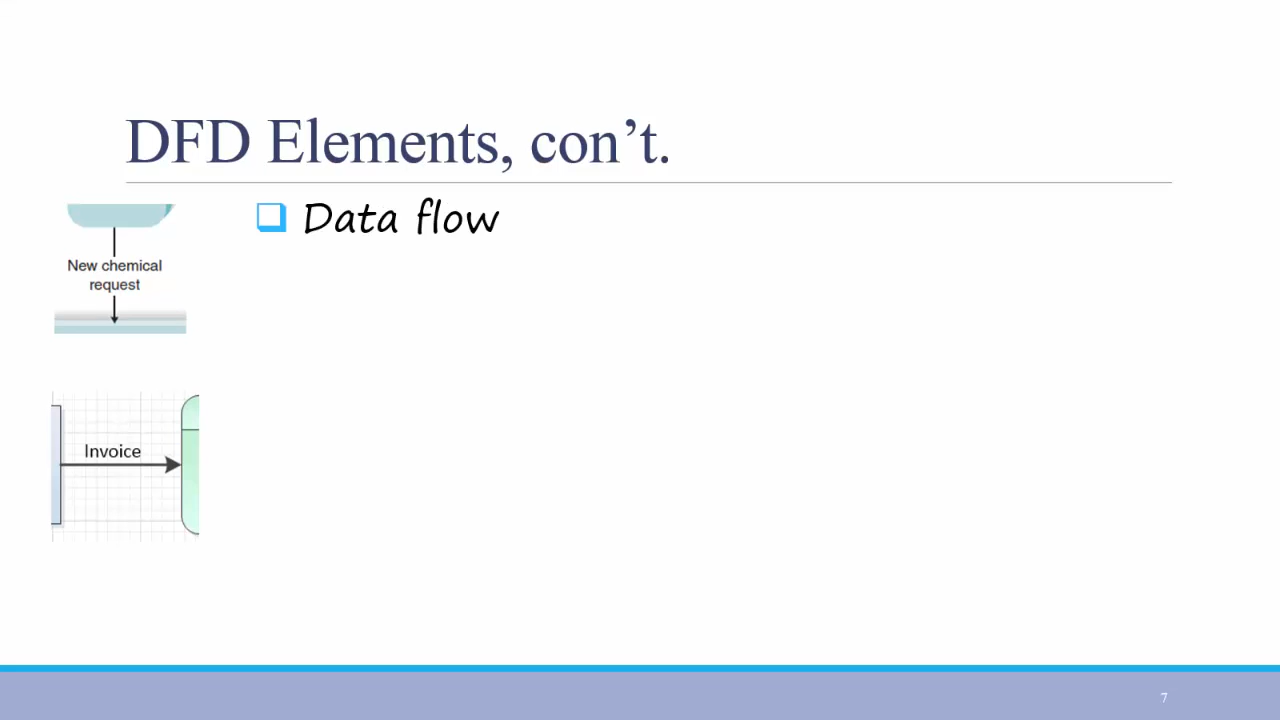 DFD Elements, con’t.
Data flow
New chemical
request
Invoice
7